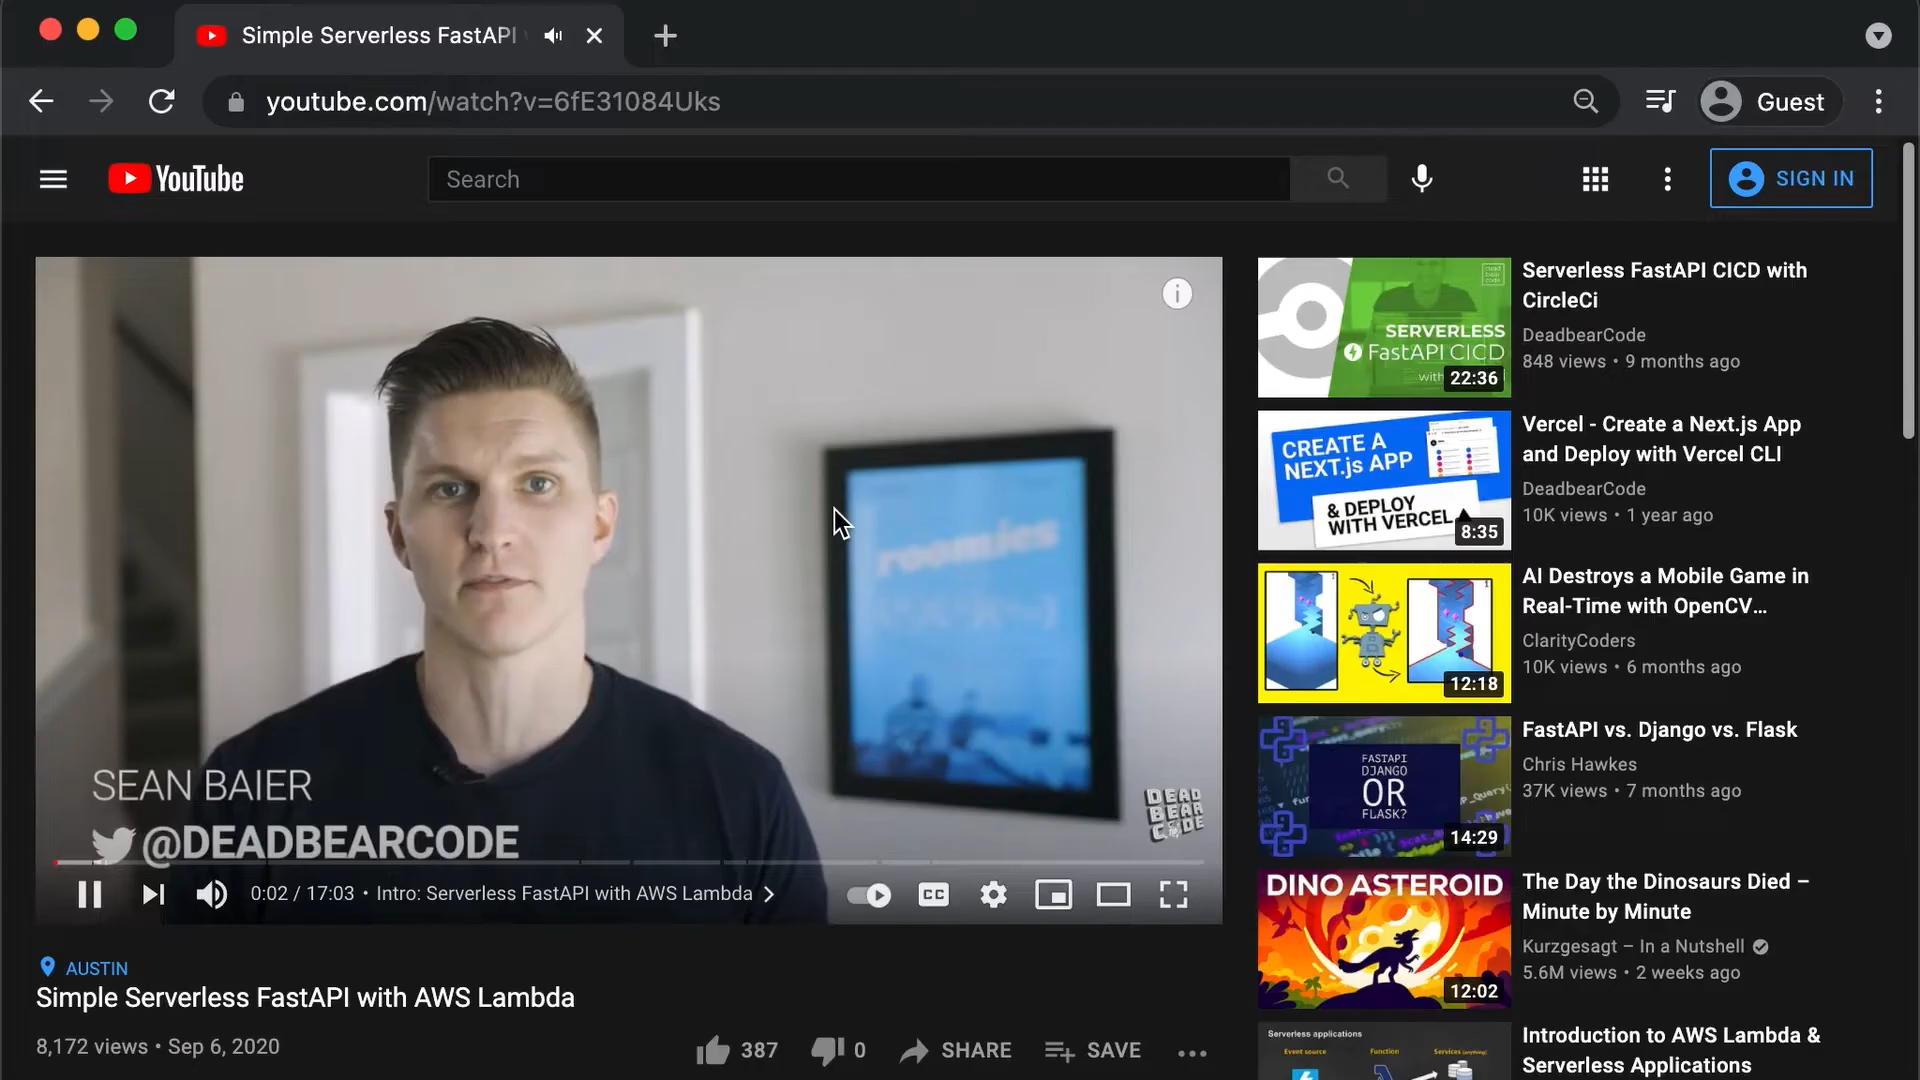 Simple Serverless FastAPI
youtube.com/watch?v=6fE31084Uks
Guest
YouTube
Search
SIGN IN
roomies
SEAN BAIER
@DEADBEARCODE
DEAD
BEAR
CODE
0:02 / 17:03 • Intro: Serverless FastAPI with AWS Lambda
CC
AUSTIN
Simple Serverless FastAPI with AWS Lambda
8,172 views • Sep 6, 2020
387
0
SHARE
SAVE
SERVERLESS
FastAPI CICD
with
22:36
Serverless FastAPI CICD with
CircleCi
DeadbearCode
848 views • 9 months ago
CREATE A
NEXT.js APP
& DEPLOY
WITH VERCEL
8:35
Vercel - Create a Next.js App
and Deploy with Vercel CLI
DeadbearCode
10K views • 1 year ago
12:18
AI Destroys a Mobile Game in
Real-Time with OpenCV...
ClarityCoders
10K views • 6 months ago
FASTAPI
DJANGO
OR
FLASK?
14:29
FastAPI vs. Django vs. Flask
Chris Hawkes
37K views • 7 months ago
DINO ASTEROID
12:02
The Day the Dinosaurs Died –
Minute by Minute
Kurzgesagt – In a Nutshell
5.6M views • 2 weeks ago
Serverless applications
Event source
Function
Services (anything)
Introduction to AWS Lambda &
Serverless Applications